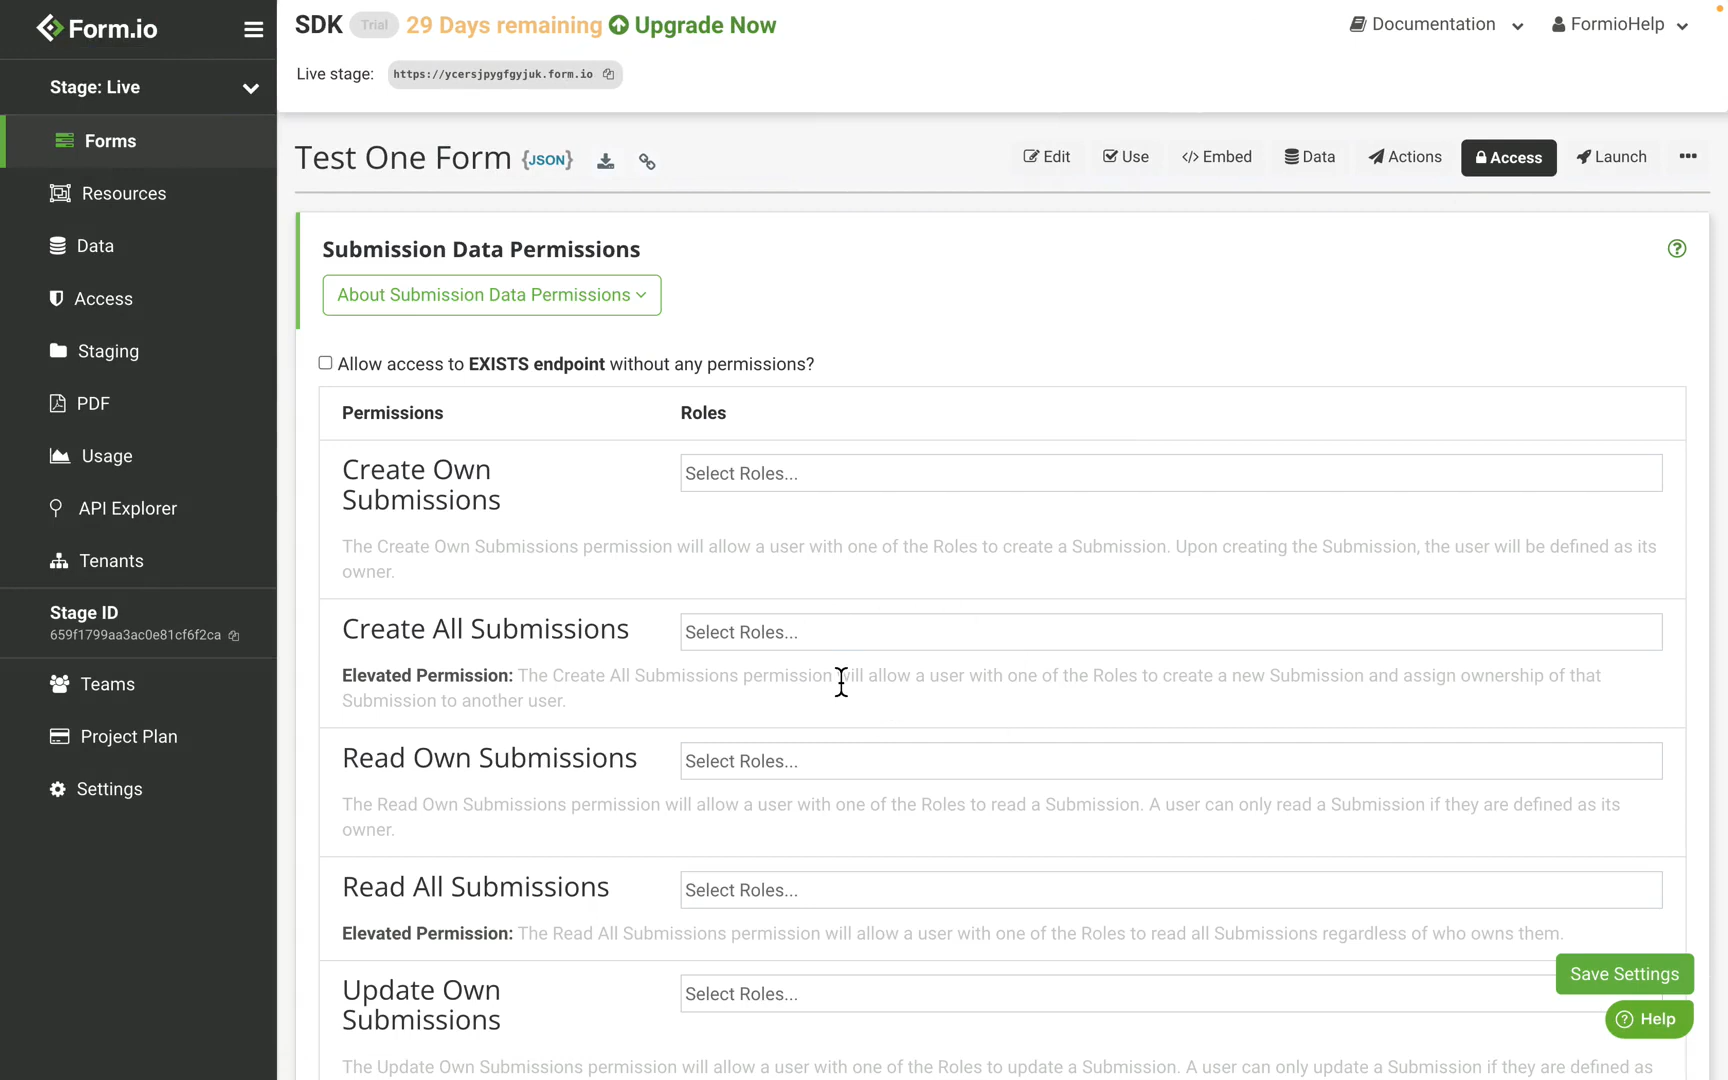 Form.io
Stage: Live
Forms
Resources
Data
Access
Staging
PDF
Usage
API Explorer
Tenants
Stage ID
659f1799aa3ac0e81cf6f2ca
Teams
Project Plan
Settings
SDK Trial 29 Days remaining Upgrade Now
Documentation FormioHelp
Live stage: https://ycersjpygfgyjuk.form.io
Test One Form {JSON}
Edit Use </> Embed Data Actions Access Launch
Submission Data Permissions
About Submission Data Permissions
Allow access to EXISTS endpoint without any permissions?
Permissions Roles
Create Own
Submissions
Select Roles...
The Create Own Submissions permission will allow a user with one of the Roles to create a Submission. Upon creating the Submission, the user will be defined as its
owner.
Create All Submissions Select Roles...
Elevated Permission: The Create All Submissions permission will allow a user with one of the Roles to create a new Submission and assign ownership of that
Submission to another user.
Read Own Submissions Select Roles...
The Read Own Submissions permission will allow a user with one of the Roles to read a Submission. A user can only read a Submission if they are defined as its
owner.
Read All Submissions Select Roles...
Elevated Permission: The Read All Submissions permission will allow a user with one of the Roles to read all Submissions regardless of who owns them.
Update Own
Submissions
Select Roles...
The Update Own Submissions permission will allow a user with one of the Roles to update a Submission. A user can only update a Submission if they are defined as
Save Settings
Help